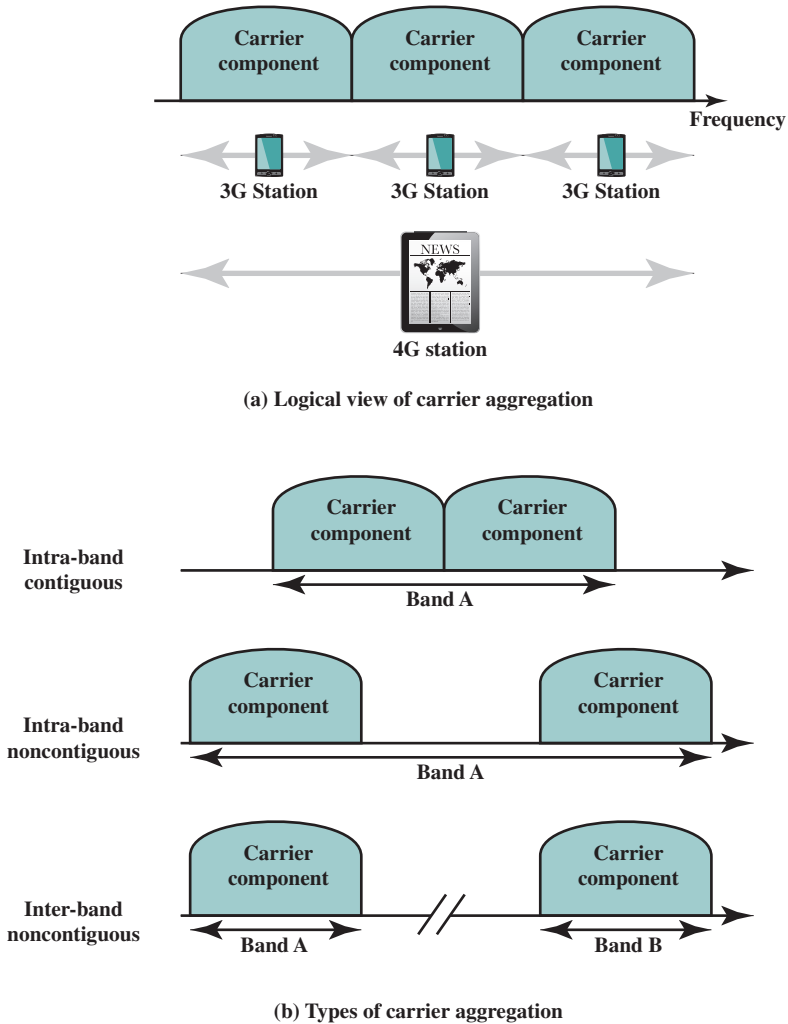 Carrier
component
Carrier
component
Carrier
component
Frequency
3G Station
3G Station
3G Station
NEWS
4G station
(a) Logical view of carrier aggregation
Intra-band
contiguous
Carrier
component
Carrier
component
Band A
Intra-band
noncontiguous
Carrier
component
Carrier
component
Band A
Inter-band
noncontiguous
Carrier
component
Carrier
component
Band A
Band B
(b) Types of carrier aggregation